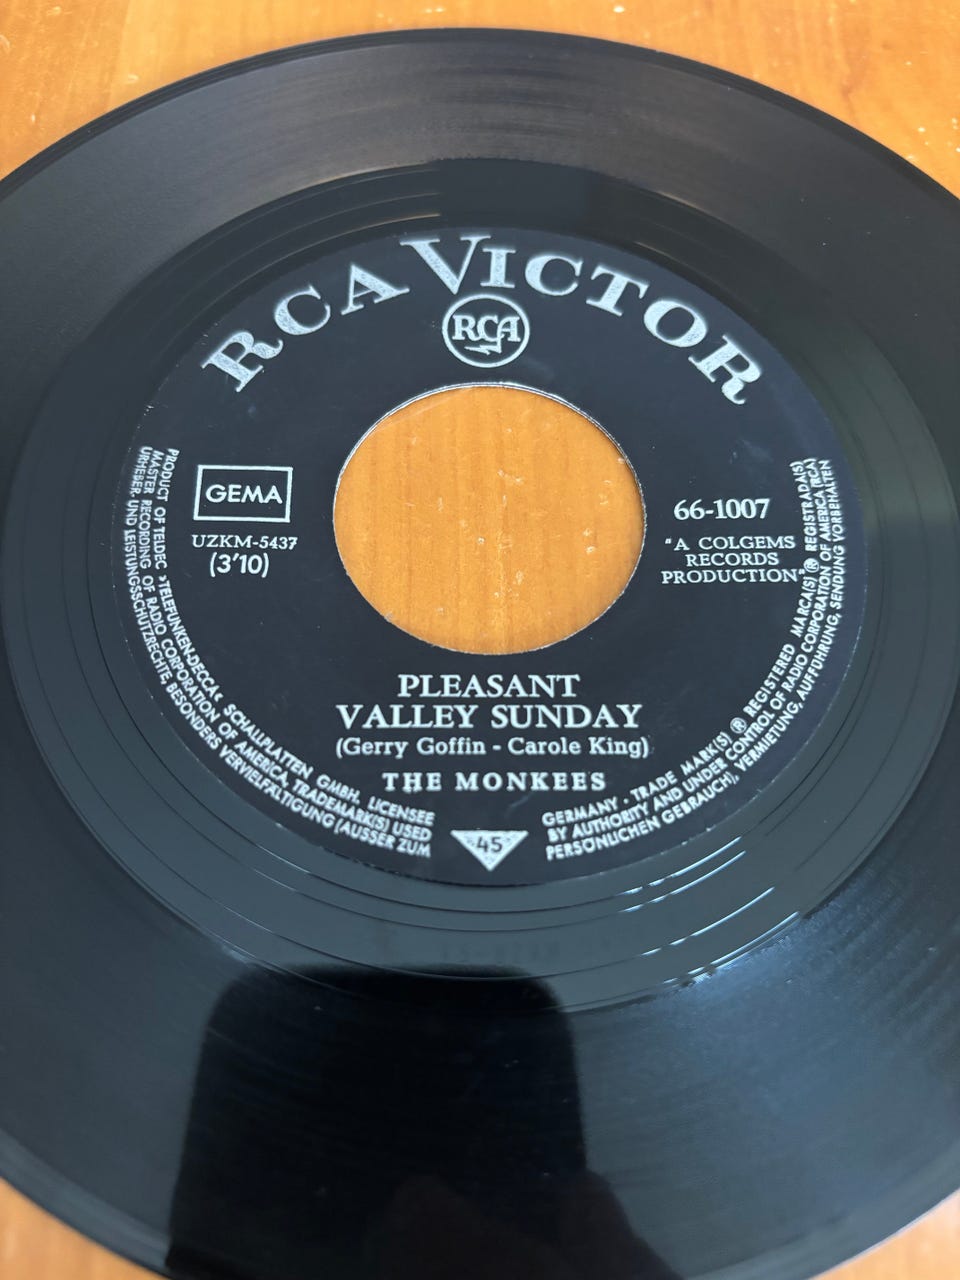 RCA VICTOR
RCA
GEMA
UZKM-5437
(3'10)
66-1007
"A COLGEMS
RECORDS
PRODUCTION"
PLEASANT
VALLEY SUNDAY
(Gerry Goffin - Carole King)
THE MONKEES
45
PRODUCT OF TELDEC »TELEFUNKEN-DECCA« SCHALLPLATTEN GMBH, LICENSEE
MASTER RECORDING OF RADIO CORPORATION OF AMERICA, TRADEMARK(S) USED
URHEBER- UND LEISTUNGSSCHUTZRECHTE BESONDERS VERVIELFÄLTIGUNG (AUSSER ZUM
GERMANY · TRADE MARK(S) ® REGISTERED MARCA(S) ® REGISTRADA(S)
BY AUTHORITY AND UNDER CONTROL OF RADIO CORPORATION OF AMERICA (RCA)
PERSÖNLICHEN GEBRAUCH), VERMIETUNG, AUFFÜHRUNG, SENDUNG VORBEHALTEN